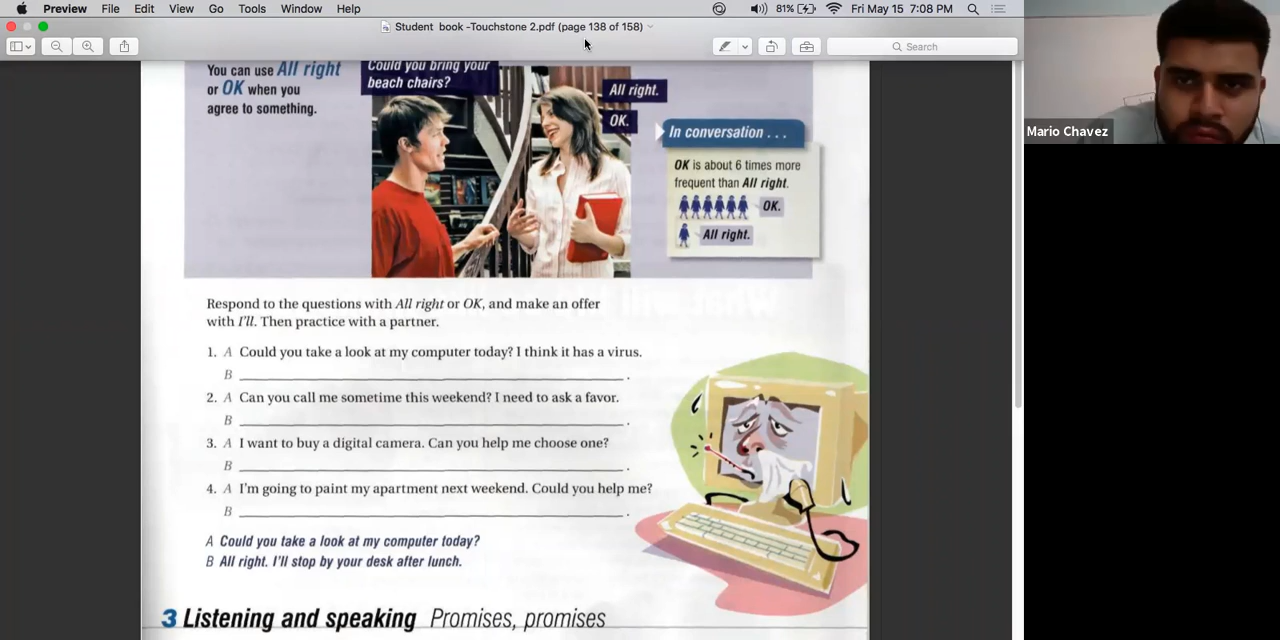 Preview File Edit View Go Tools Window Help 81% Fri May 15 7:08 PM
Student book -Touchstone 2.pdf (page 138 of 158)
Search
You can use All right
or OK when you
agree to something.
Could you bring your
beach chairs?
All right.
OK.
In conversation . . .
OK is about 6 times more
frequent than All right.
OK.
All right.
Respond to the questions with All right or OK, and make an offer
with I'll. Then practice with a partner.
1. A Could you take a look at my computer today? I think it has a virus.
B ______________________ .
2. A Can you call me sometime this weekend? I need to ask a favor.
B ______________________ .
3. A I want to buy a digital camera. Can you help me choose one?
B ______________________ .
4. A I'm going to paint my apartment next weekend. Could you help me?
B ______________________ .
A Could you take a look at my computer today?
B All right. I'll stop by your desk after lunch.
3 Listening and speaking Promises, promises
Mario Chavez